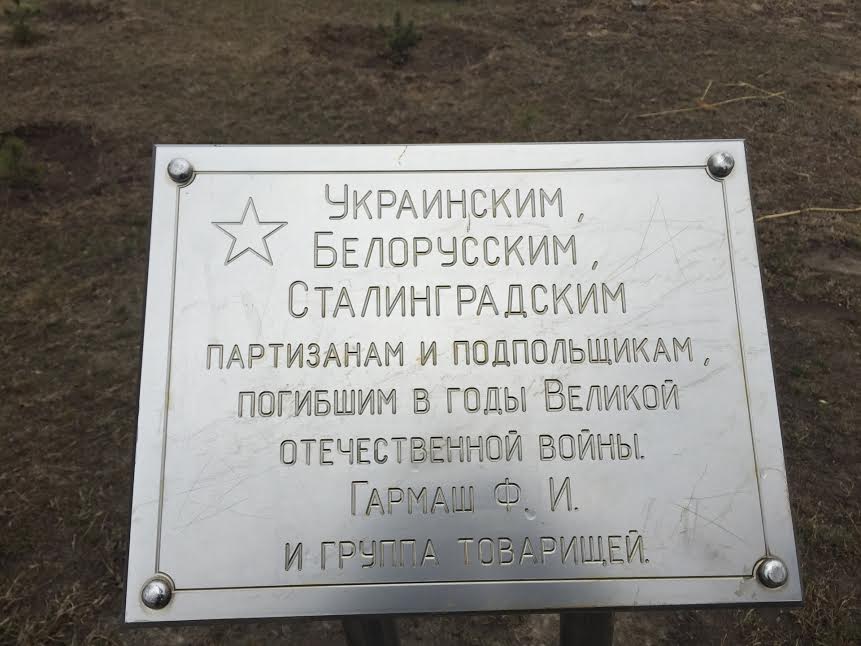 Украинским,
Белорусским,
Сталинградским
партизанам и подпольщикам,
погибшим в годы Великой
отечественной войны.
Гармаш Ф. И.
и группа товарищей.